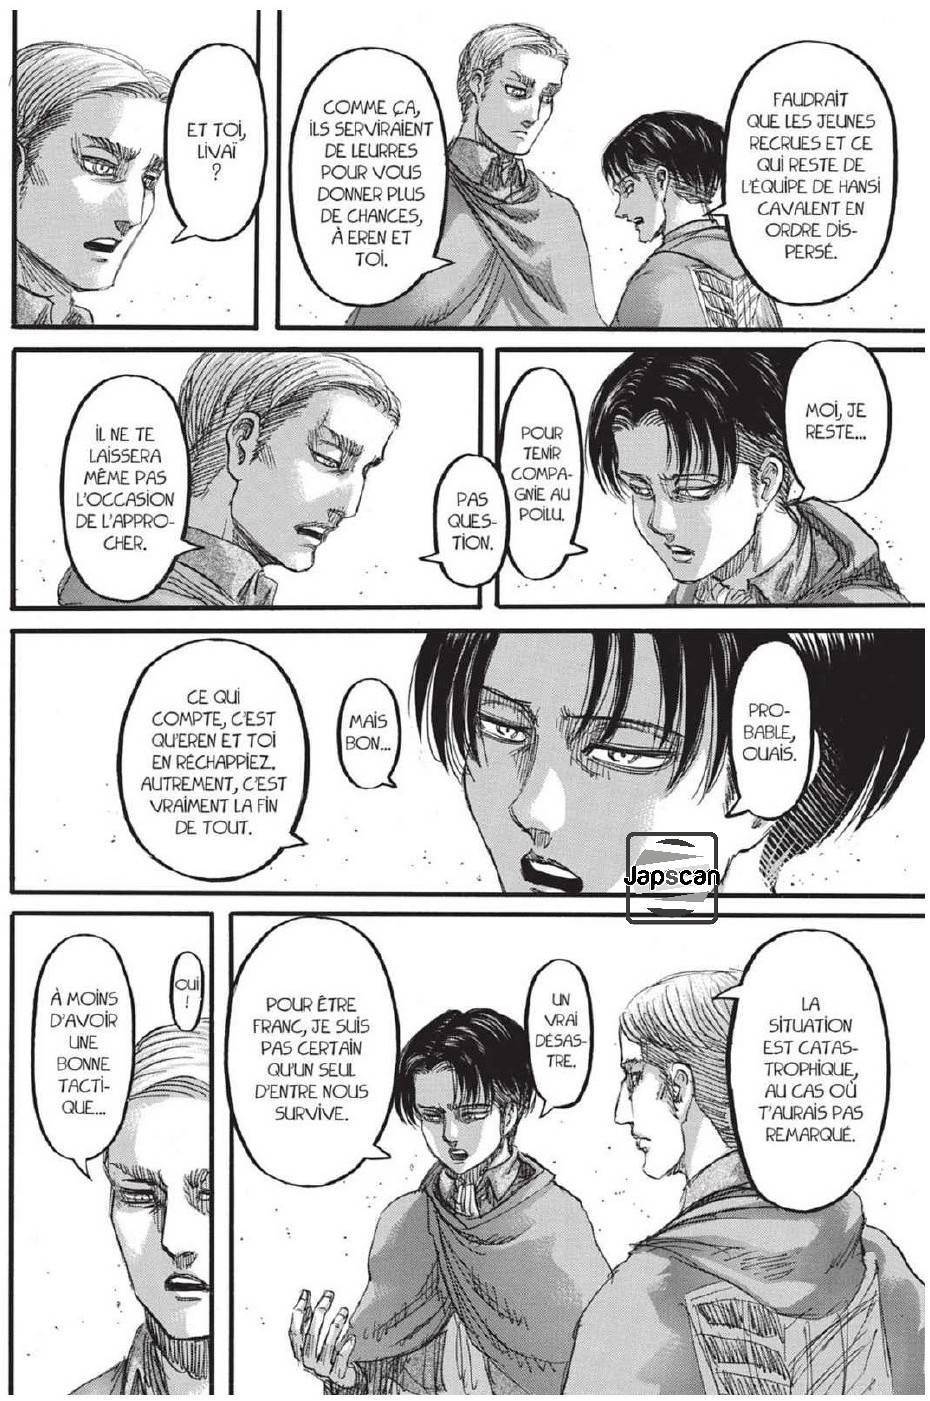 FAUDRAIT
QUE LES JEUNES
RECRUES ET CE
QUI RESTE DE
L'ÉQUIPE DE HANSI
CAVALENT EN
ORDRE DIS-
PERSÉ.
COMME ÇA,
ILS SERVIRAIENT
DE LEURRES
POUR VOUS
DONNER PLUS
DE CHANCES,
À EREN ET
TOI.
ET TOI,
LIVAÏ
?
MOI, JE
RESTE...
POUR
TENIR
COMPA-
GNIE AU
POILU.
PAS
QUES-
TION.
IL NE TE
LAISSERA
MÊME PAS
L'OCCASION
DE L'APPRO-
CHER.
PRO-
BABLE,
OUAIS.
MAIS
BON...
CE QUI
COMPTE, C'EST
QU'EREN ET TOI
EN RÉCHAPPIEZ.
AUTREMENT, C'EST
VRAIMENT LA FIN
DE TOUT.
Japscan
LA
SITUATION
EST CATAS-
TROPHIQUE,
AU CAS OÙ
T'AURAIS PAS
REMARQUÉ.
UN
VRAI
DÉSAS-
TRE.
POUR ÊTRE
FRANC, JE SUIS
PAS CERTAIN
QU'UN SEUL
D'ENTRE NOUS
SURVIVE.
OUI
!
À MOINS
D'AVOIR
UNE
BONNE
TACTI-
QUE...